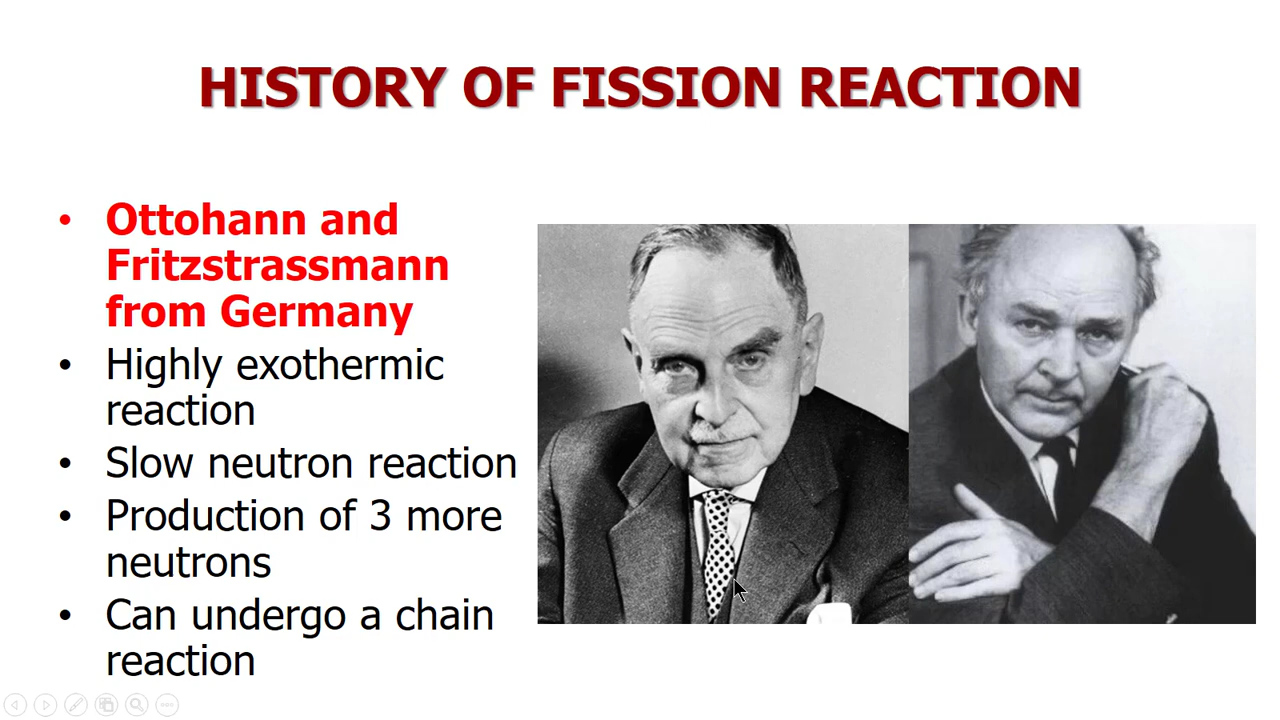 HISTORY OF FISSION REACTION
• Ottohann and
Fritzstrassmann
from Germany
• Highly exothermic
reaction
• Slow neutron reaction
• Production of 3 more
neutrons
• Can undergo a chain
reaction